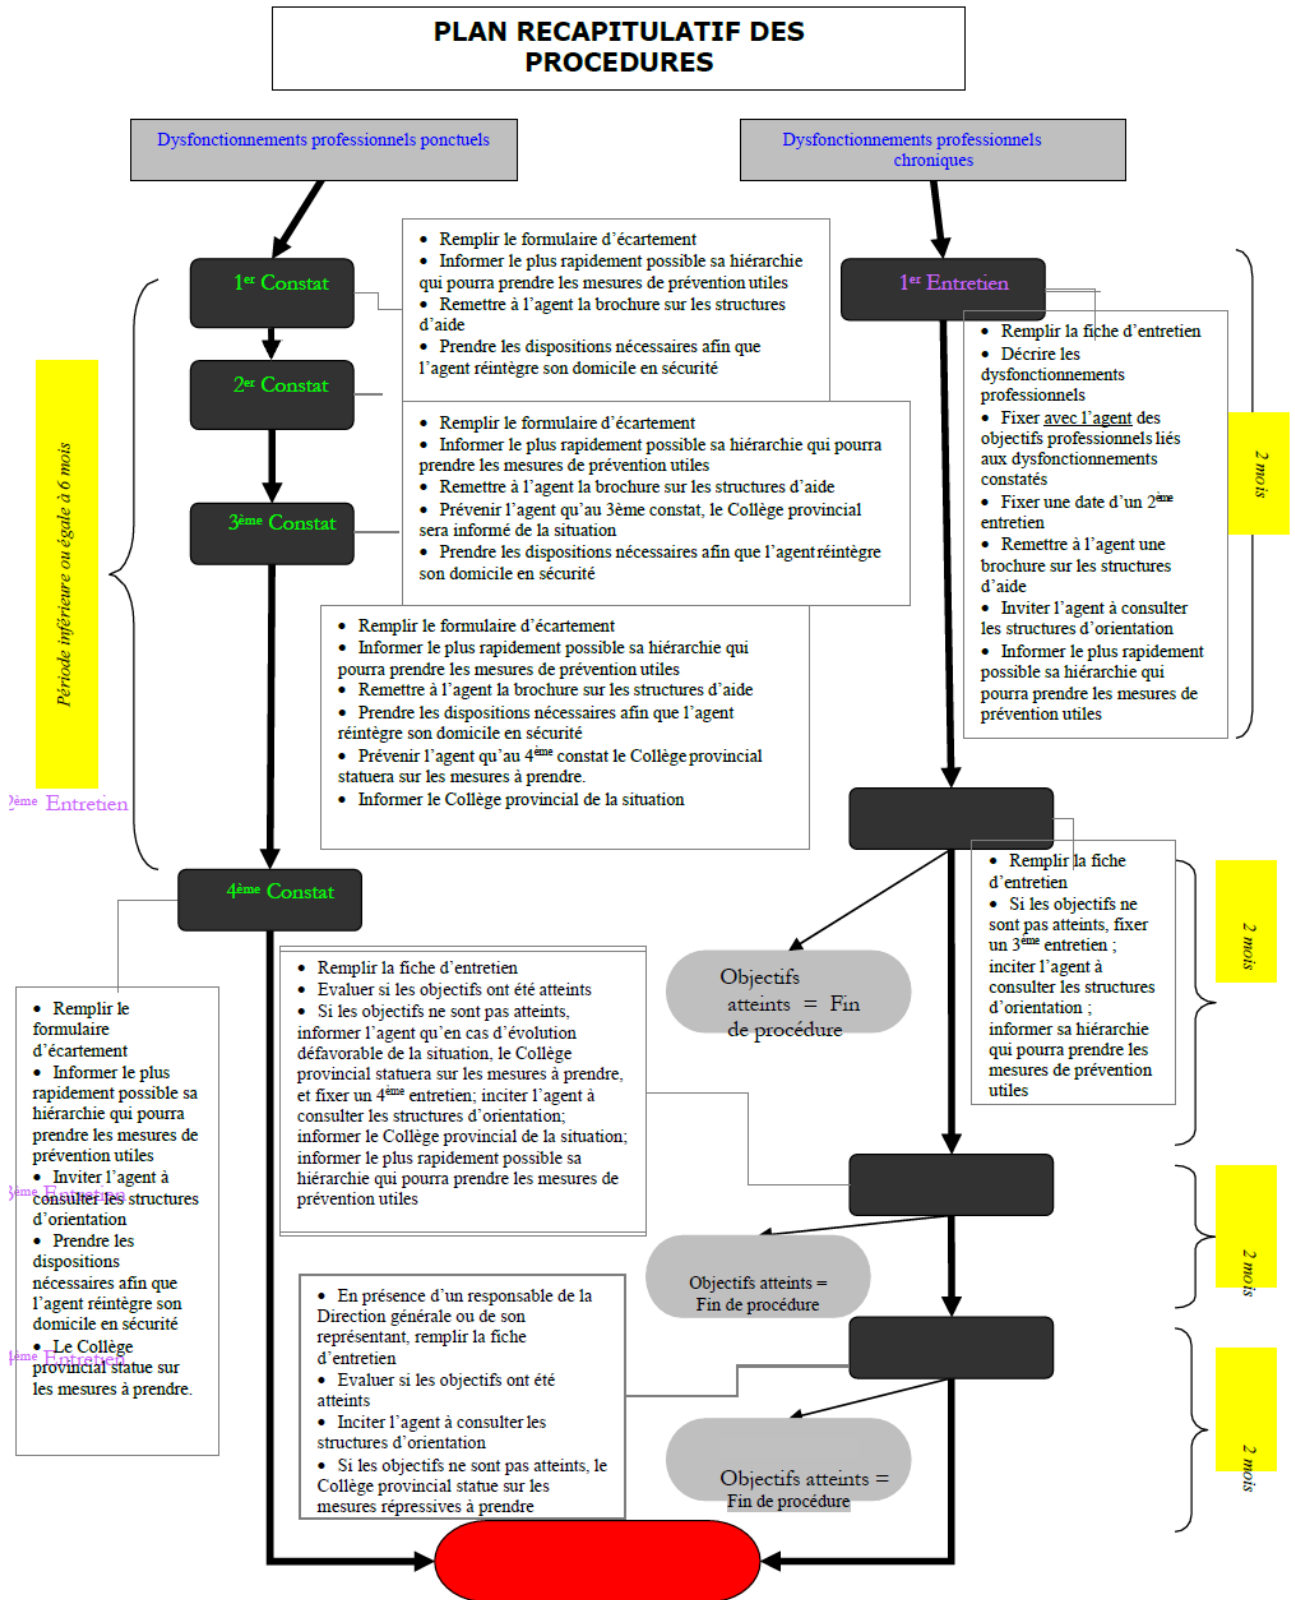 PLAN RECAPITULATIF DES
PROCEDURES
Dysfonctionnements professionnels ponctuels
Dysfonctionnements professionnels
chroniques
1er Constat
• Remplir le formulaire d’écartement
• Informer le plus rapidement possible sa hiérarchie
qui pourra prendre les mesures de prévention utiles
• Remettre à l’agent la brochure sur les structures
d’aide
• Prendre les dispositions nécessaires afin que
l’agent réintègre son domicile en sécurité
2er Constat
• Remplir le formulaire d’écartement
• Informer le plus rapidement possible sa hiérarchie qui pourra
prendre les mesures de prévention utiles
• Remettre à l’agent la brochure sur les structures d’aide
• Prévenir l’agent qu’au 3ème constat, le Collège provincial
sera informé de la situation
• Prendre les dispositions nécessaires afin que l’agent réintègre
son domicile en sécurité
3ème Constat
• Remplir le formulaire d’écartement
• Informer le plus rapidement possible sa hiérarchie qui
pourra prendre les mesures de prévention utiles
• Remettre à l’agent la brochure sur les structures d’aide
• Prendre les dispositions nécessaires afin que l’agent
réintègre son domicile en sécurité
• Prévenir l’agent qu’au 4ème constat le Collège provincial
statuera sur les mesures à prendre.
• Informer le Collège provincial de la situation
Période inférieure ou égale à 6 mois
4ème Constat
• Remplir le
formulaire
d’écartement
• Informer le plus
rapidement possible sa
hiérarchie qui pourra
prendre les mesures de
prévention utiles
• Inviter l’agent à
consulter les structures
d’orientation
• Prendre les
dispositions
nécessaires afin que
l’agent réintègre son
domicile en sécurité
• Le Collège
provincial statue sur
les mesures à prendre.
1er Entretien
• Remplir la fiche d’entretien
• Décrire les
dysfonctionnements
professionnels
• Fixer avec l’agent des
objectifs professionnels liés
aux dysfonctionnements
constatés
• Fixer une date d’un 2ème
entretien
• Remettre à l’agent une
brochure sur les structures
d’aide
• Inviter l’agent à consulter
les structures d’orientation
• Informer le plus rapidement
possible sa hiérarchie qui
pourra prendre les mesures de
prévention utiles
2 mois
2ème Entretien
• Remplir la fiche
d’entretien
• Si les objectifs ne
sont pas atteints, fixer
un 3ème entretien ;
inciter l’agent à
consulter les structures
d’orientation ;
informer sa hiérarchie
qui pourra prendre les
mesures de prévention
utiles
2 mois
Objectifs
atteints = Fin
de procédure
3ème Entretien
• Remplir la fiche d’entretien
• Evaluer si les objectifs ont été atteints
• Si les objectifs ne sont pas atteints,
informer l’agent qu’en cas d’évolution
défavorable de la situation, le Collège
provincial statuera sur les mesures à prendre,
et fixer un 4ème entretien; inciter l’agent à
consulter les structures d’orientation;
informer le Collège provincial de la situation;
informer le plus rapidement possible sa
hiérarchie qui pourra prendre les mesures de
prévention utiles
2 mois
Objectifs atteints =
Fin de procédure
4ème Entretien
• En présence d’un responsable de la
Direction générale ou de son
représentant, remplir la fiche
d’entretien
• Evaluer si les objectifs ont été
atteints
• Inciter l’agent à consulter les
structures d’orientation
• Si les objectifs ne sont pas atteints, le
Collège provincial statue sur les
mesures répressives à prendre
2 mois
Objectifs atteints =
Fin de procédure